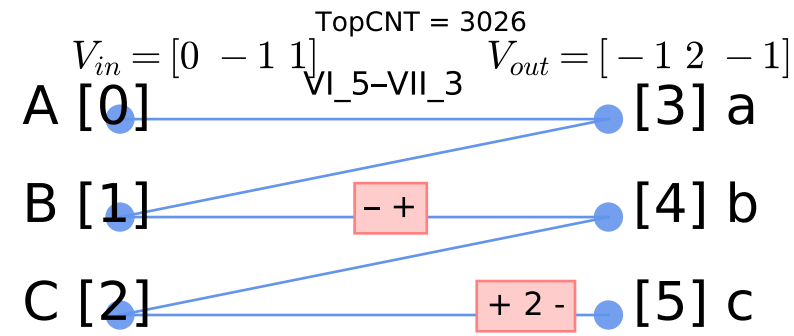 TopCNT = 3026
V_in = [0 − 1 1] V_out = [ − 1 2 − 1]
VI_5–VII_3
A [0] [3] a
B [1] – + [4] b
C [2] + 2 - [5] c